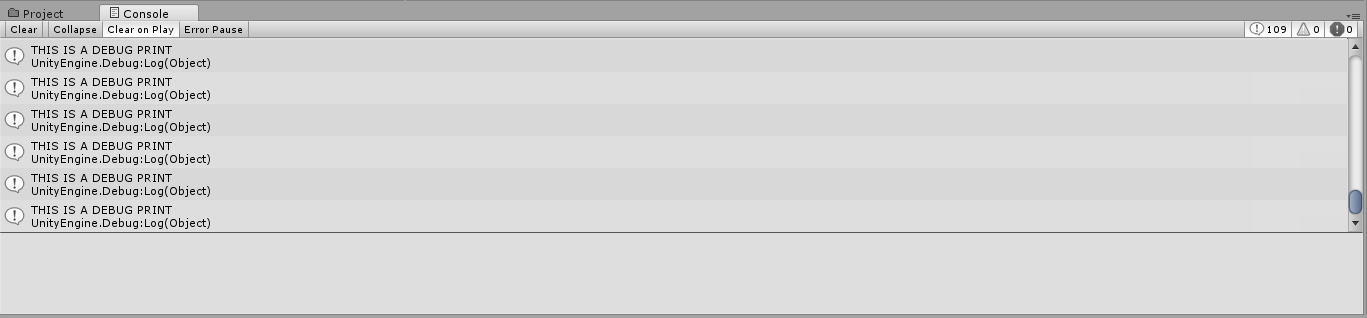 Project
Console
Clear Collapse Clear on Play Error Pause 109 0 0
THIS IS A DEBUG PRINT
UnityEngine.Debug:Log(Object)
THIS IS A DEBUG PRINT
UnityEngine.Debug:Log(Object)
THIS IS A DEBUG PRINT
UnityEngine.Debug:Log(Object)
THIS IS A DEBUG PRINT
UnityEngine.Debug:Log(Object)
THIS IS A DEBUG PRINT
UnityEngine.Debug:Log(Object)
THIS IS A DEBUG PRINT
UnityEngine.Debug:Log(Object)